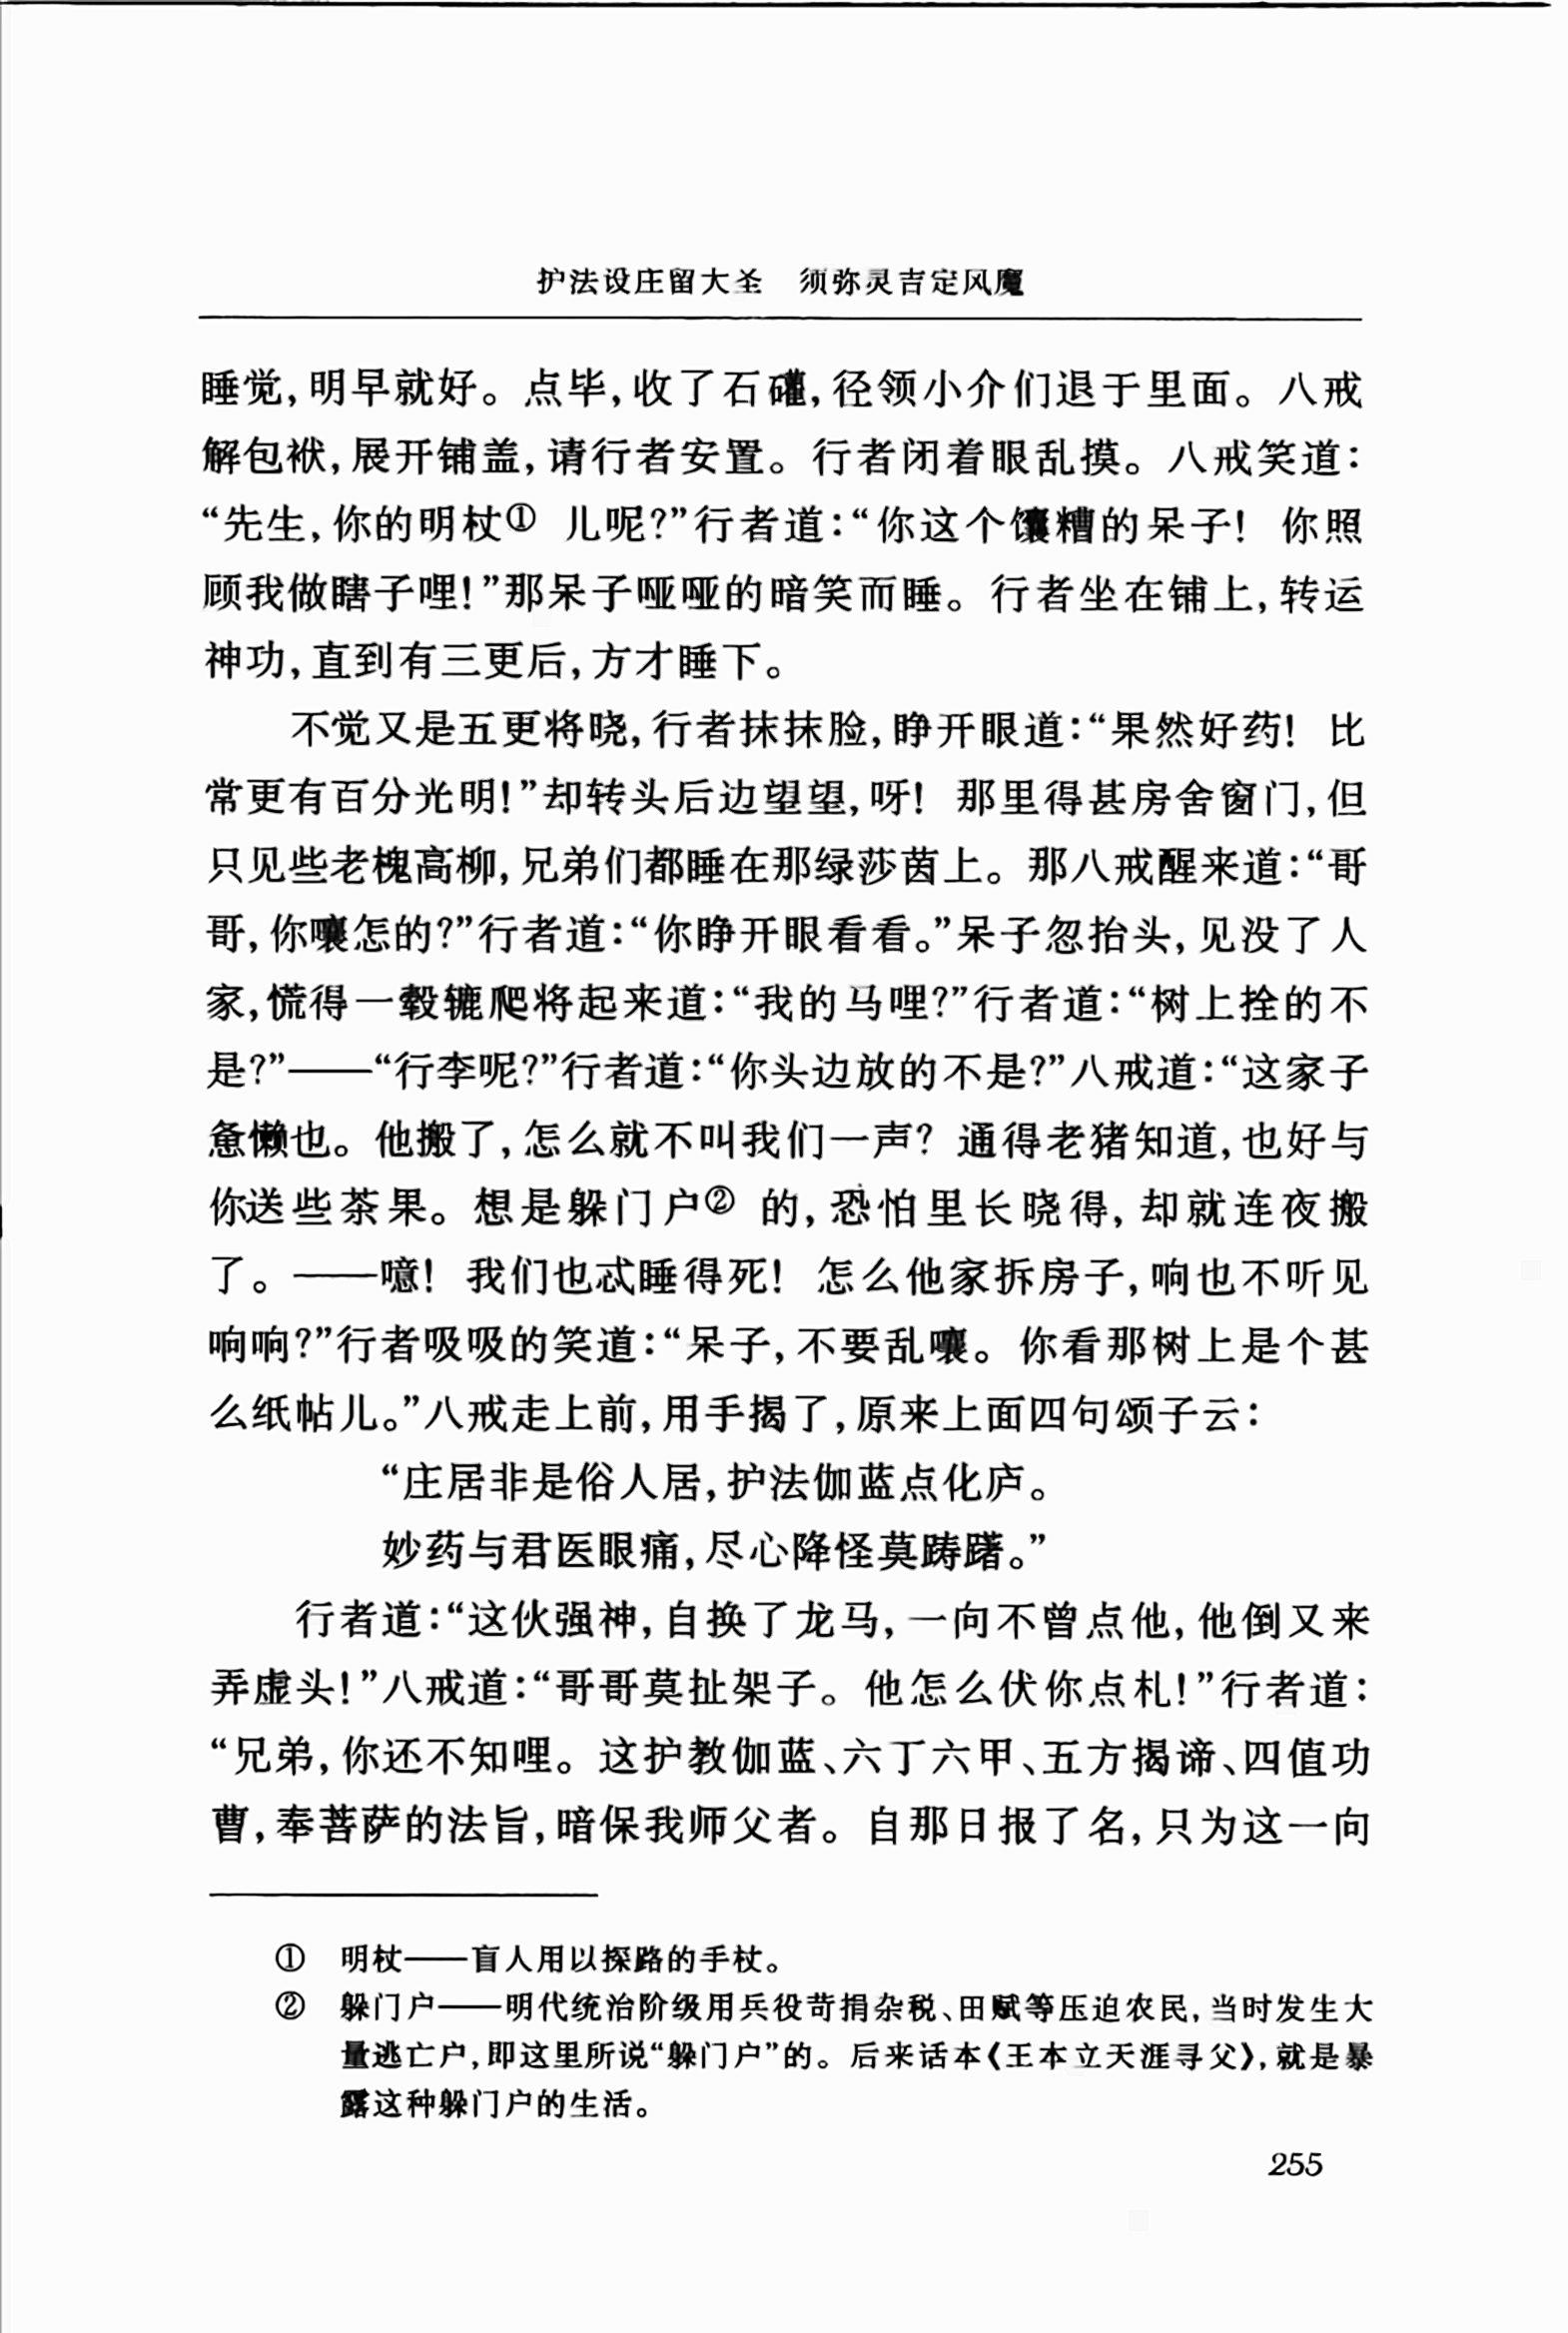 护法设庄留大圣　须弥灵吉定风魔
睡觉,明早就好。点毕,收了石礶,径领小介们退于里面。八戒
解包袱,展开铺盖,请行者安置。行者闭着眼乱摸。八戒笑道:
“先生,你的明杖① 儿呢?”行者道:“你这个馕糟的呆子! 你照
顾我做瞎子哩!”那呆子哑哑的暗笑而睡。行者坐在铺上,转运
神功,直到有三更后,方才睡下。
不觉又是五更将晓,行者抹抹脸,睁开眼道:“果然好药! 比
常更有百分光明!”却转头后边望望,呀! 那里得甚房舍窗门,但
只见些老槐高柳,兄弟们都睡在那绿莎茵上。那八戒醒来道:“哥
哥,你嚷怎的?”行者道:“你睁开眼看看。”呆子忽抬头,见没了人
家,慌得一毂辘爬将起来道:“我的马哩?”行者道:“树上拴的不
是?”——“行李呢?”行者道:“你头边放的不是?”八戒道:“这家子
惫懒也。他搬了,怎么就不叫我们一声? 通得老猪知道,也好与
你送些茶果。想是躲门户② 的,恐怕里长晓得,却就连夜搬
了。——噫! 我们也忒睡得死! 怎么他家拆房子,响也不听见
响响?”行者吸吸的笑道:“呆子,不要乱嚷。你看那树上是个甚
么纸帖儿。”八戒走上前,用手揭了,原来上面四句颂子云:
“庄居非是俗人居,护法伽蓝点化庐。
妙药与君医眼痛,尽心降怪莫踌躇。”
行者道:“这伙强神,自换了龙马,一向不曾点他,他倒又来
弄虚头!”八戒道:“哥哥莫扯架子。他怎么伏你点札!”行者道:
“兄弟,你还不知哩。这护教伽蓝、六丁六甲、五方揭谛、四值功
曹,奉菩萨的法旨,暗保我师父者。自那日报了名,只为这一向
① 明杖——盲人用以探路的手杖。
② 躲门户——明代统治阶级用兵役苛捐杂税、田赋等压迫农民,当时发生大
量逃亡户,即这里所说“躲门户”的。后来话本《王本立天涯寻父》,就是暴
露这种躲门户的生活。
255